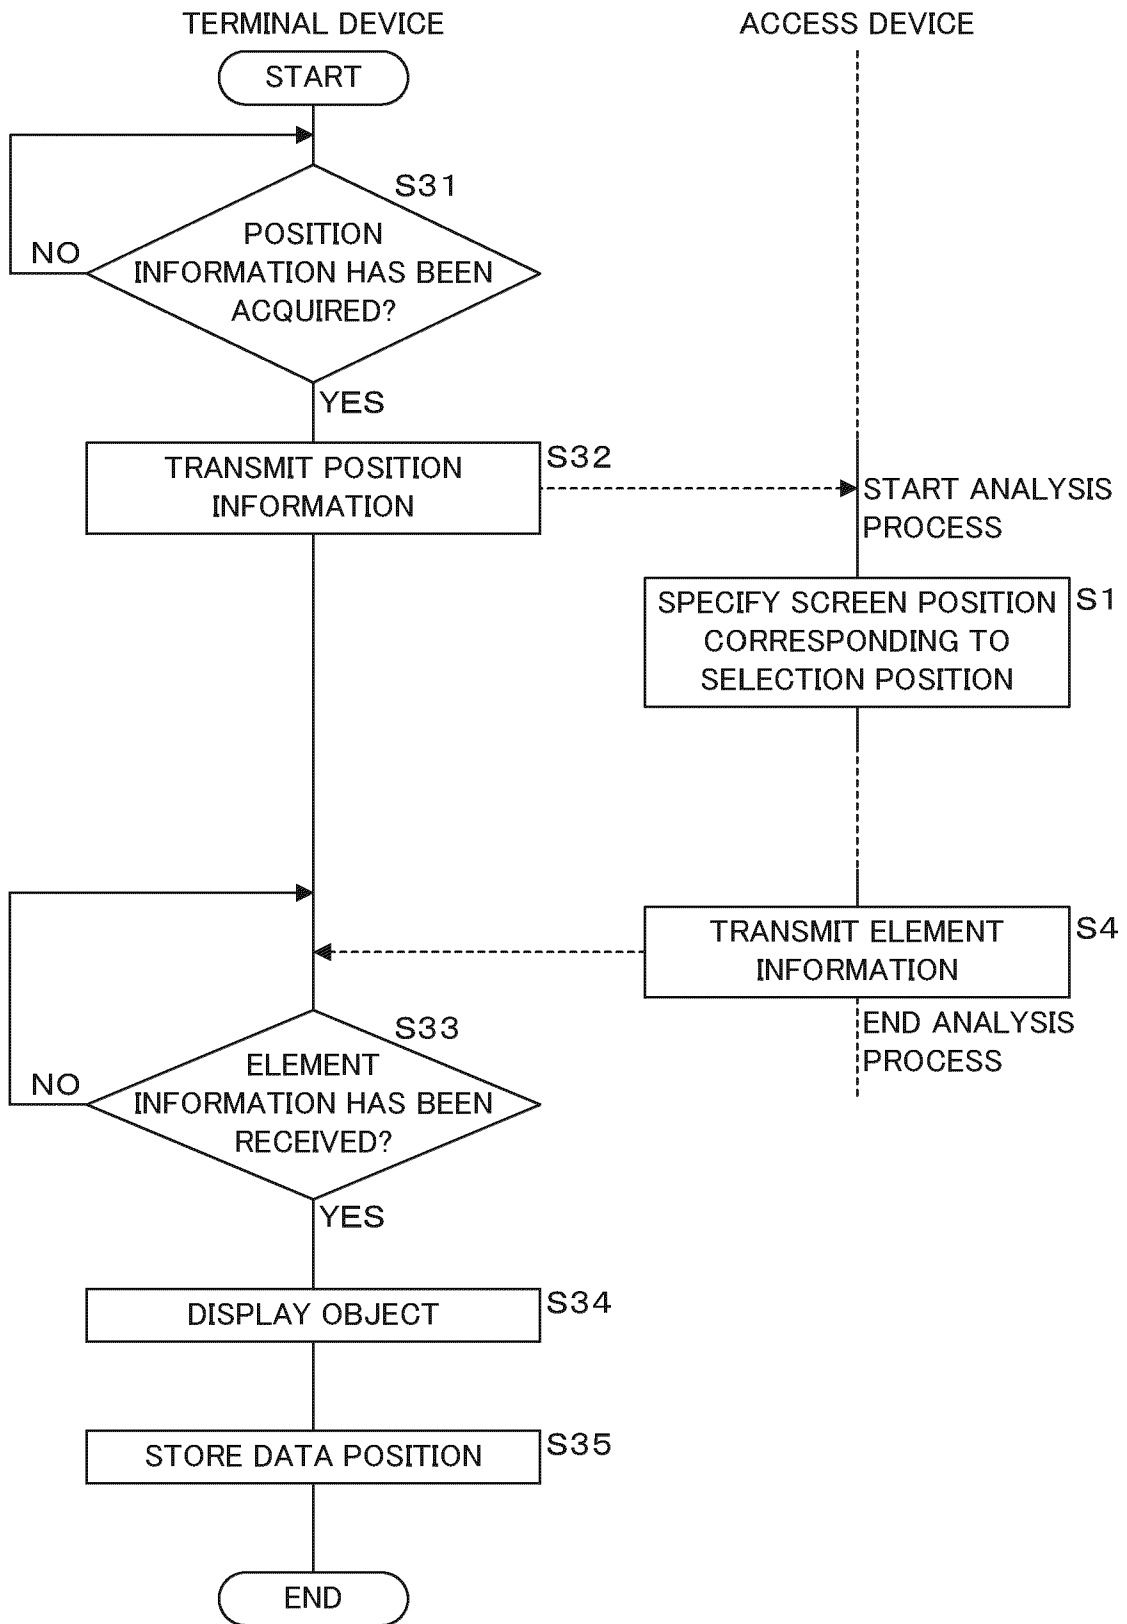 TERMINAL DEVICE
ACCESS DEVICE
START
S31
POSITION
INFORMATION HAS BEEN
ACQUIRED?
NO
YES
TRANSMIT POSITION
INFORMATION
S32
START ANALYSIS
PROCESS
SPECIFY SCREEN POSITION
CORRESPONDING TO
SELECTION POSITION
S1
TRANSMIT ELEMENT
INFORMATION
S4
END ANALYSIS
PROCESS
S33
ELEMENT
INFORMATION HAS BEEN
RECEIVED?
NO
YES
DISPLAY OBJECT
S34
STORE DATA POSITION
S35
END